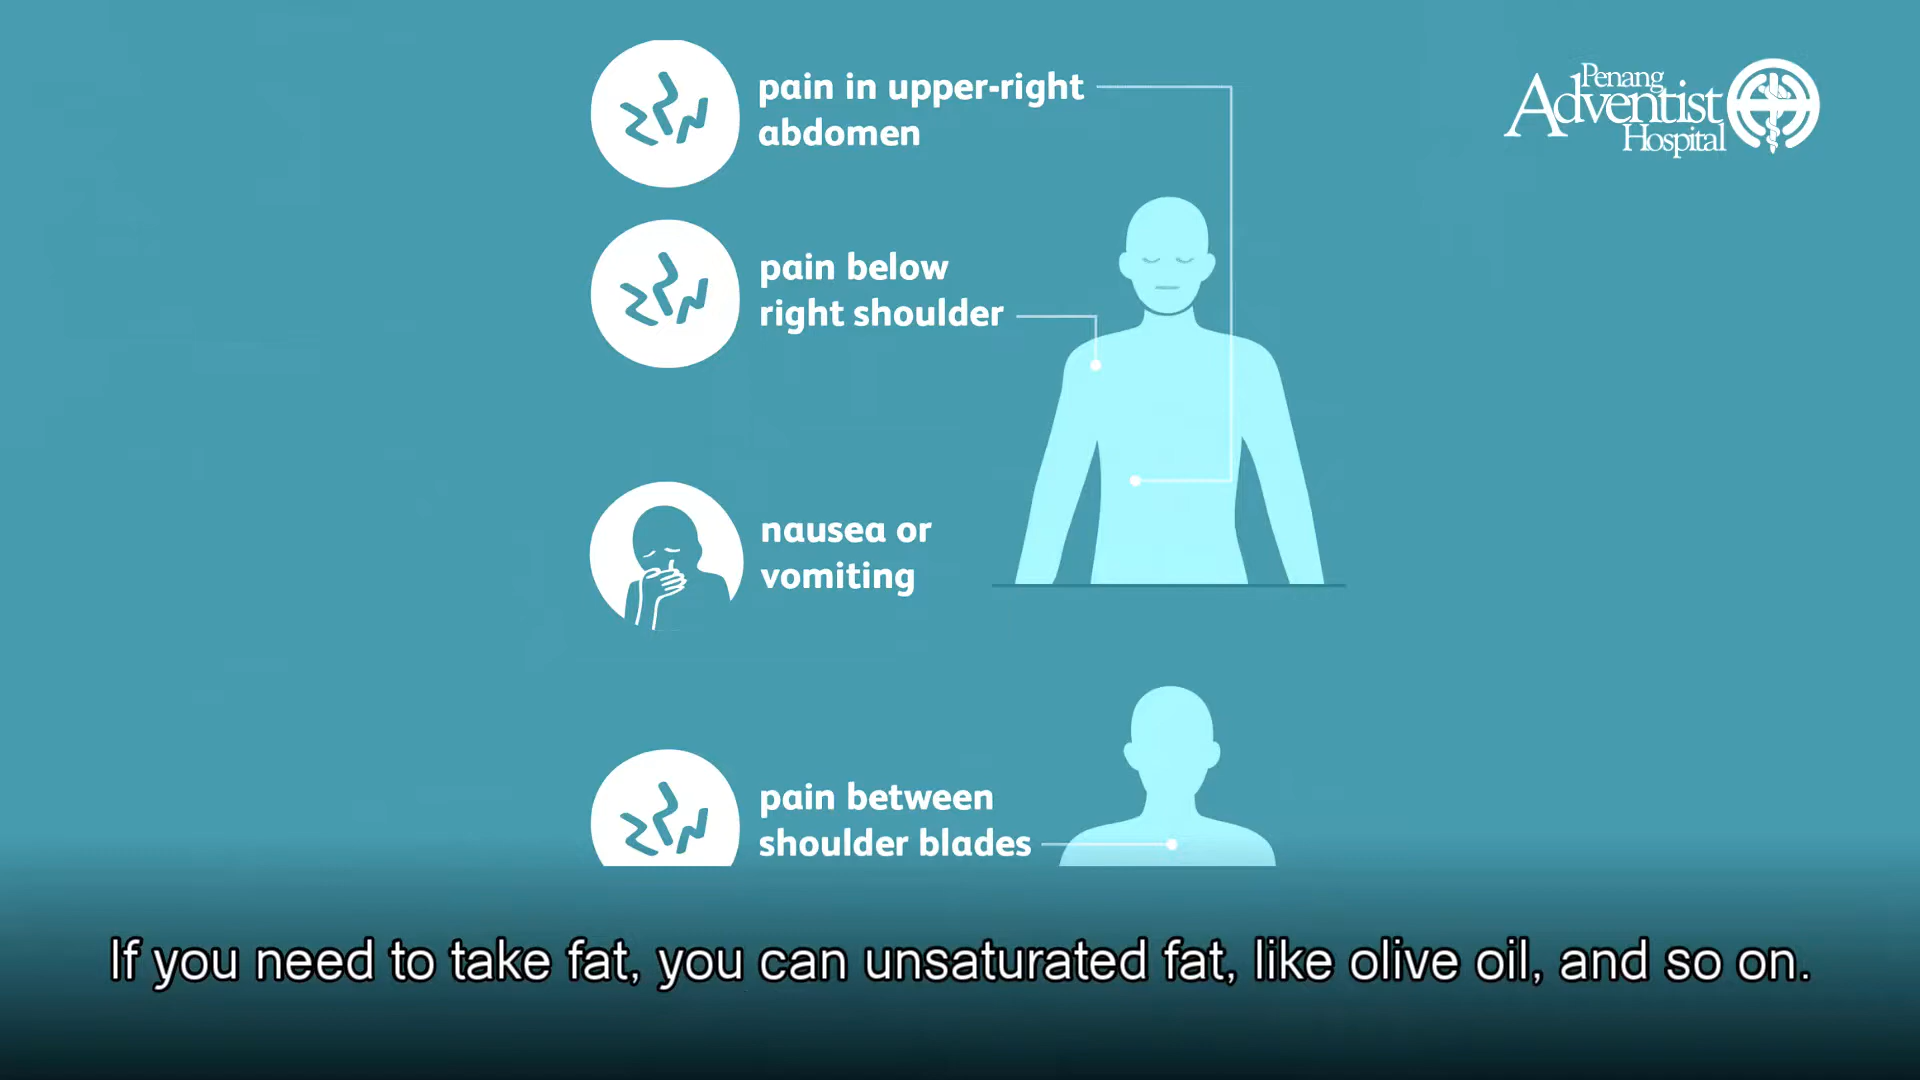 pain in upper-right
abdomen
Penang
Adventist
Hospital
pain below
right shoulder
nausea or
vomiting
pain between
shoulder blades
If you need to take fat, you can unsaturated fat, like olive oil, and so on.